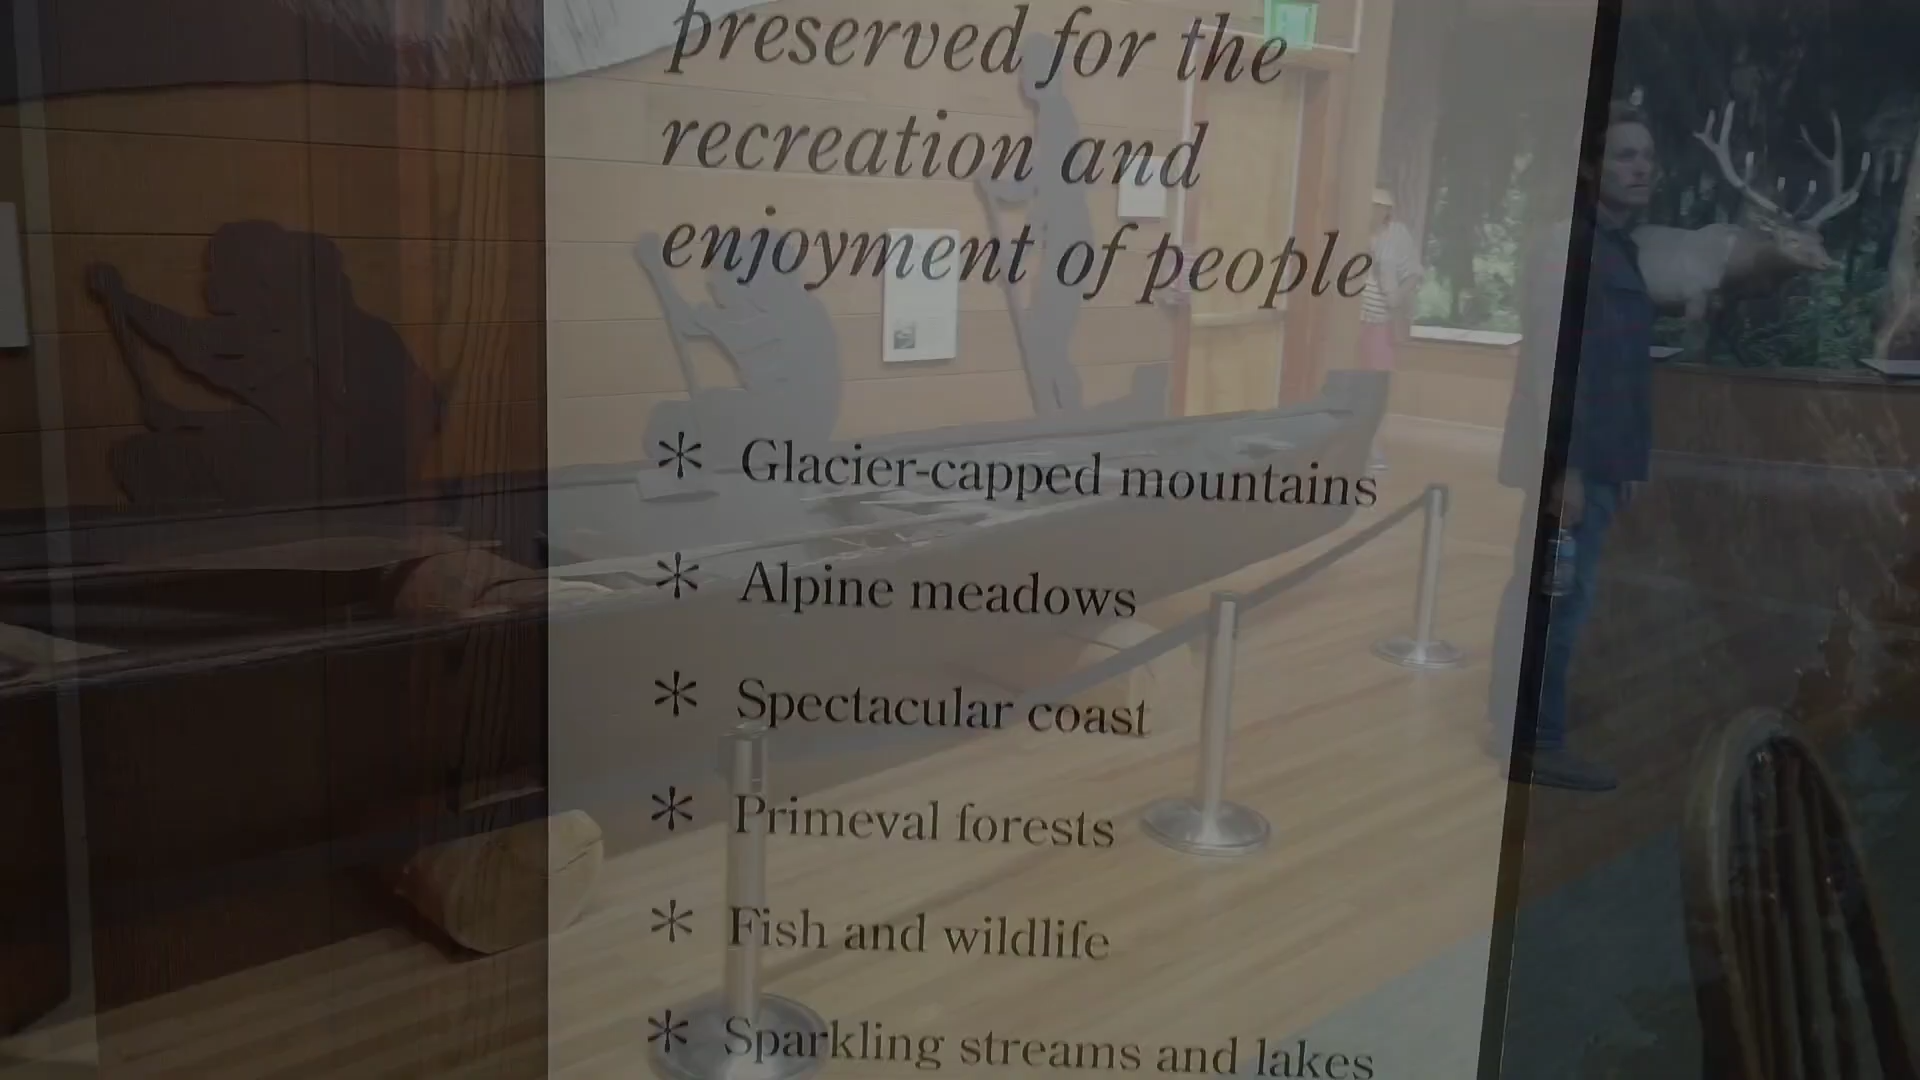 preserved for the
recreation and
enjoyment of people
* Glacier-capped mountains
* Alpine meadows
* Spectacular coast
* Primeval forests
* Fish and wildlife
* Sparkling streams and lakes